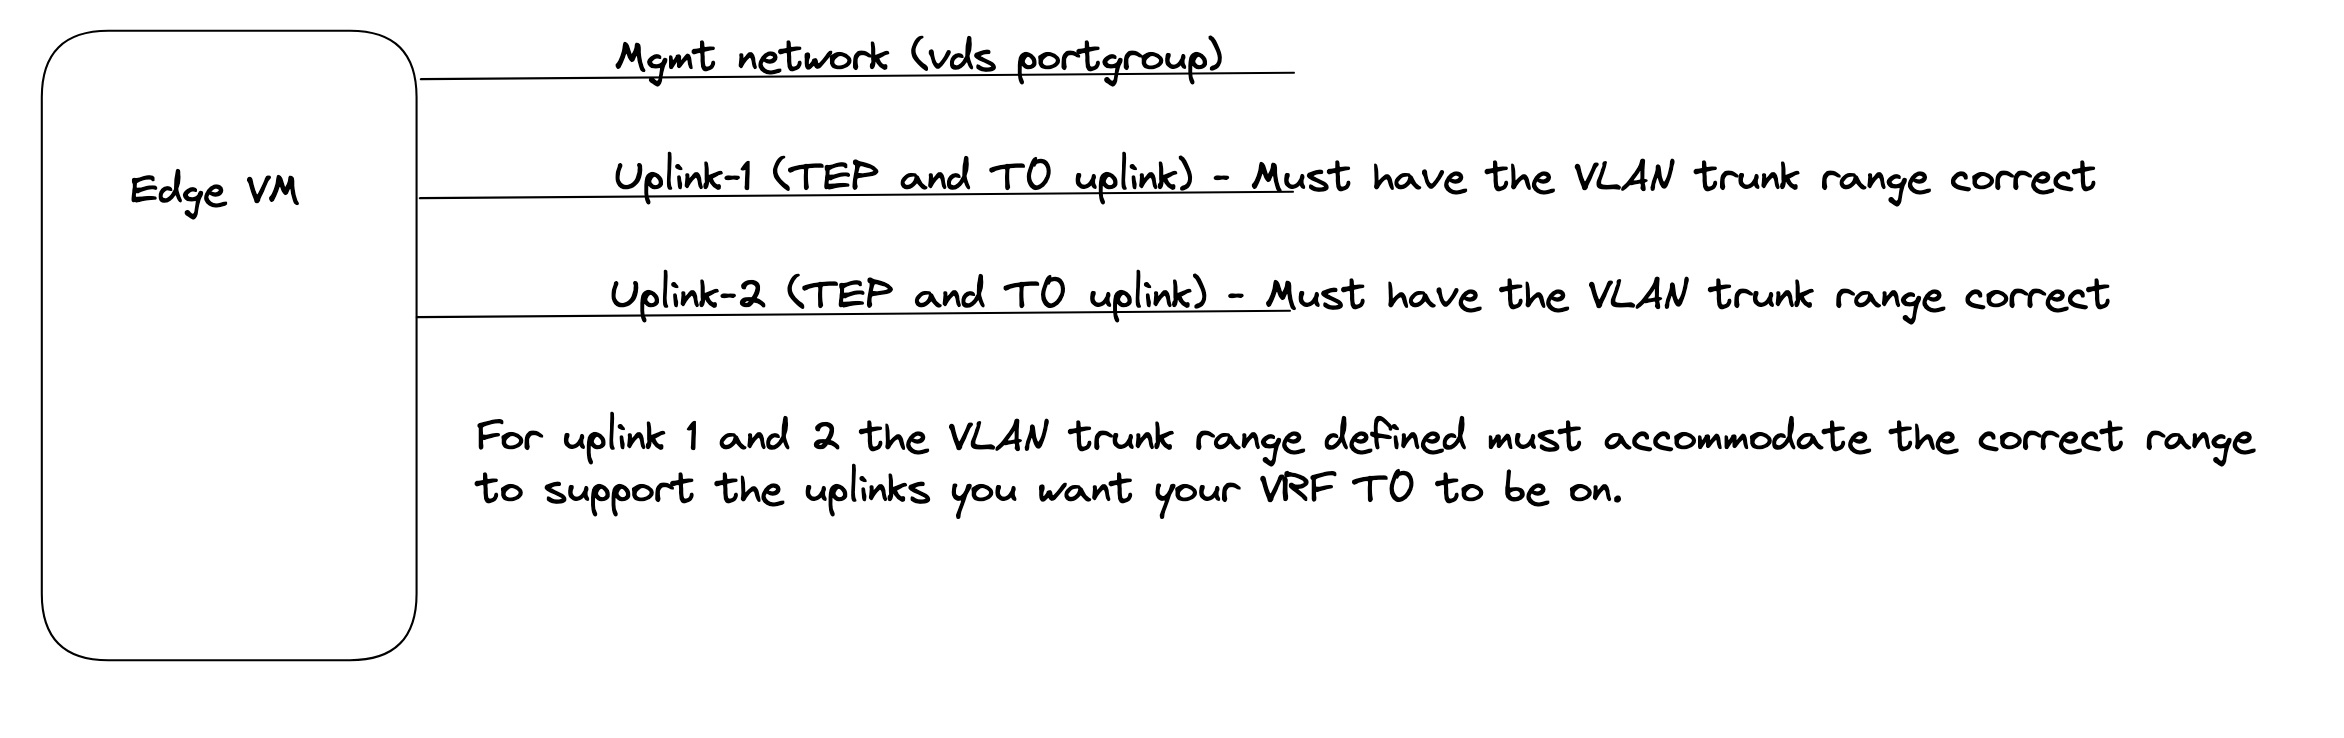 Mgmt network (vds portgroup)
Edge VM
Uplink-1 (TEP and T0 uplink) - Must have the VLAN trunk range correct
Uplink-2 (TEP and T0 uplink) - Must have the VLAN trunk range correct
For uplink 1 and 2 the VLAN trunk range defined must accommodate the correct range
to support the uplinks you want your VRF T0 to be on.